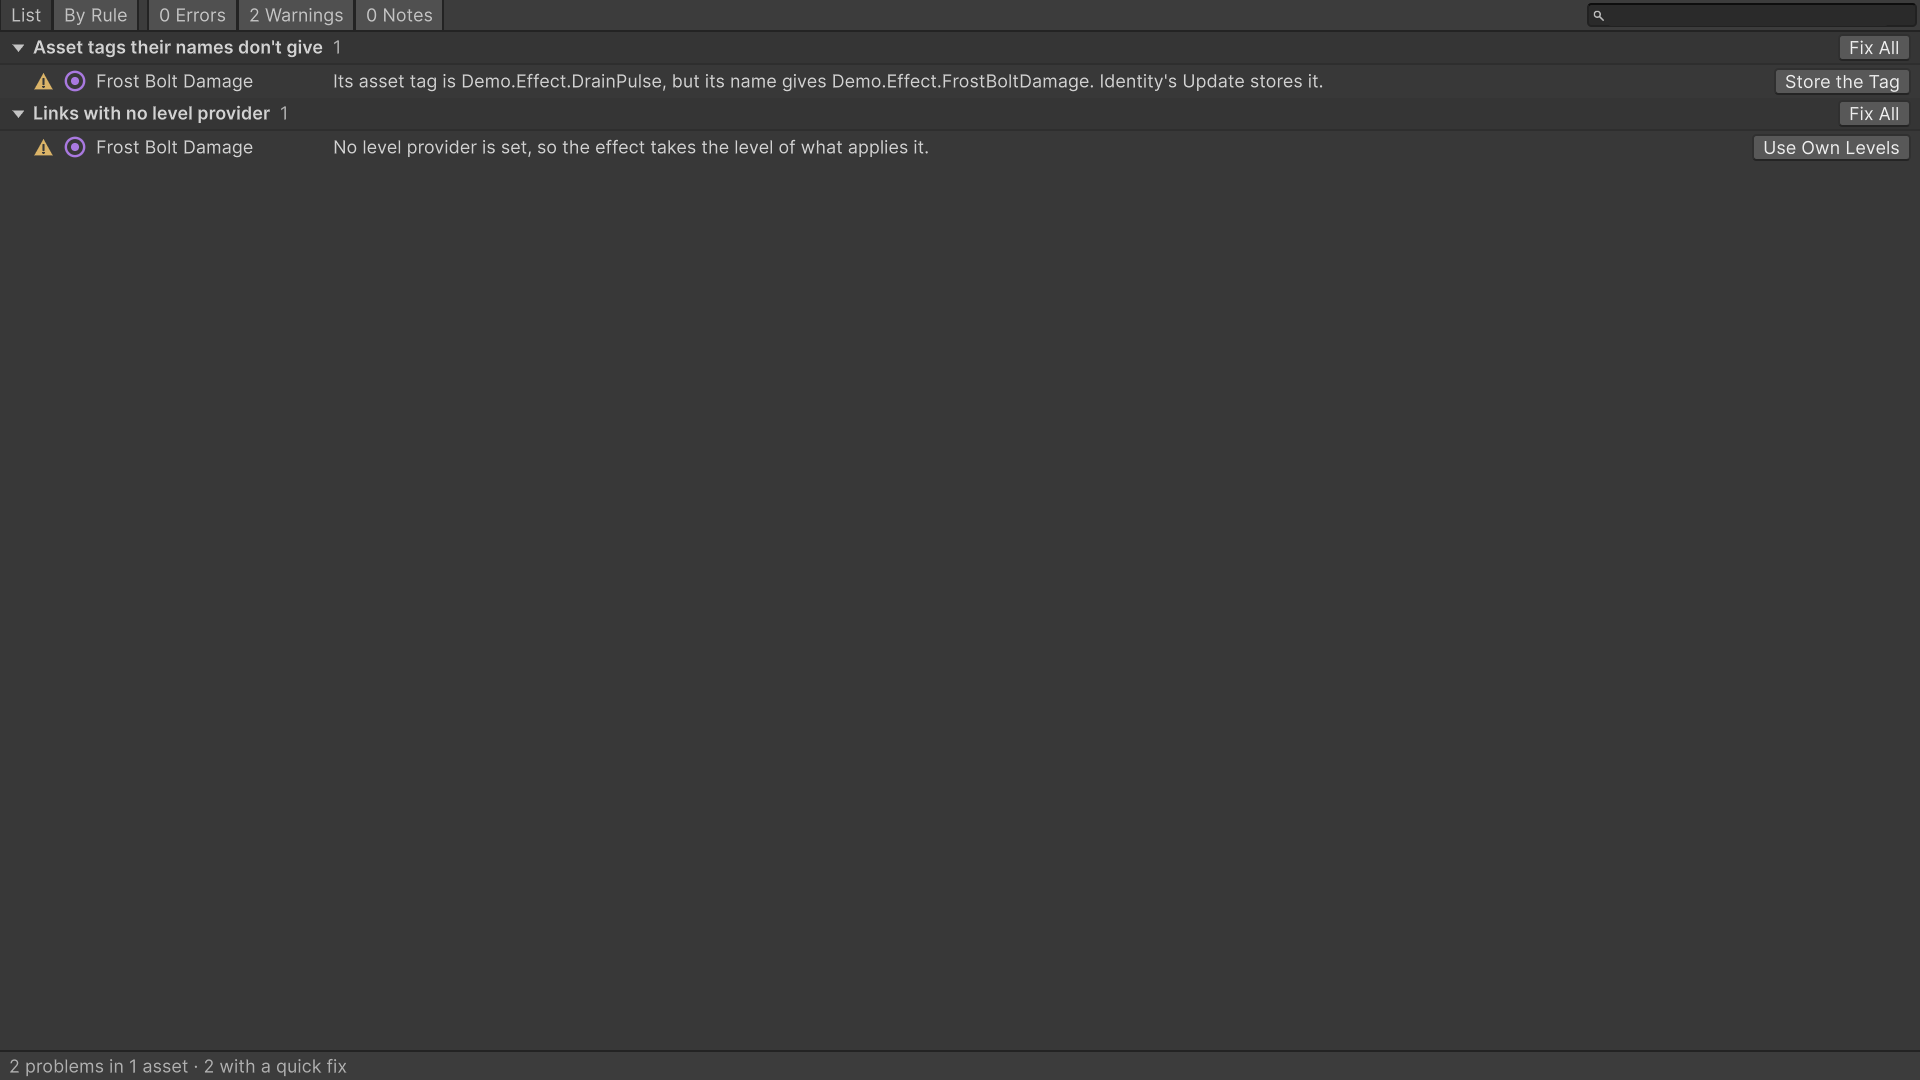 List By Rule 0 Errors 2 Warnings 0 Notes
Asset tags their names don't give 1 Fix All
Frost Bolt Damage Its asset tag is Demo.Effect.DrainPulse, but its name gives Demo.Effect.FrostBoltDamage. Identity's Update stores it. Store the Tag
Links with no level provider 1 Fix All
Frost Bolt Damage No level provider is set, so the effect takes the level of what applies it. Use Own Levels
2 problems in 1 asset · 2 with a quick fix